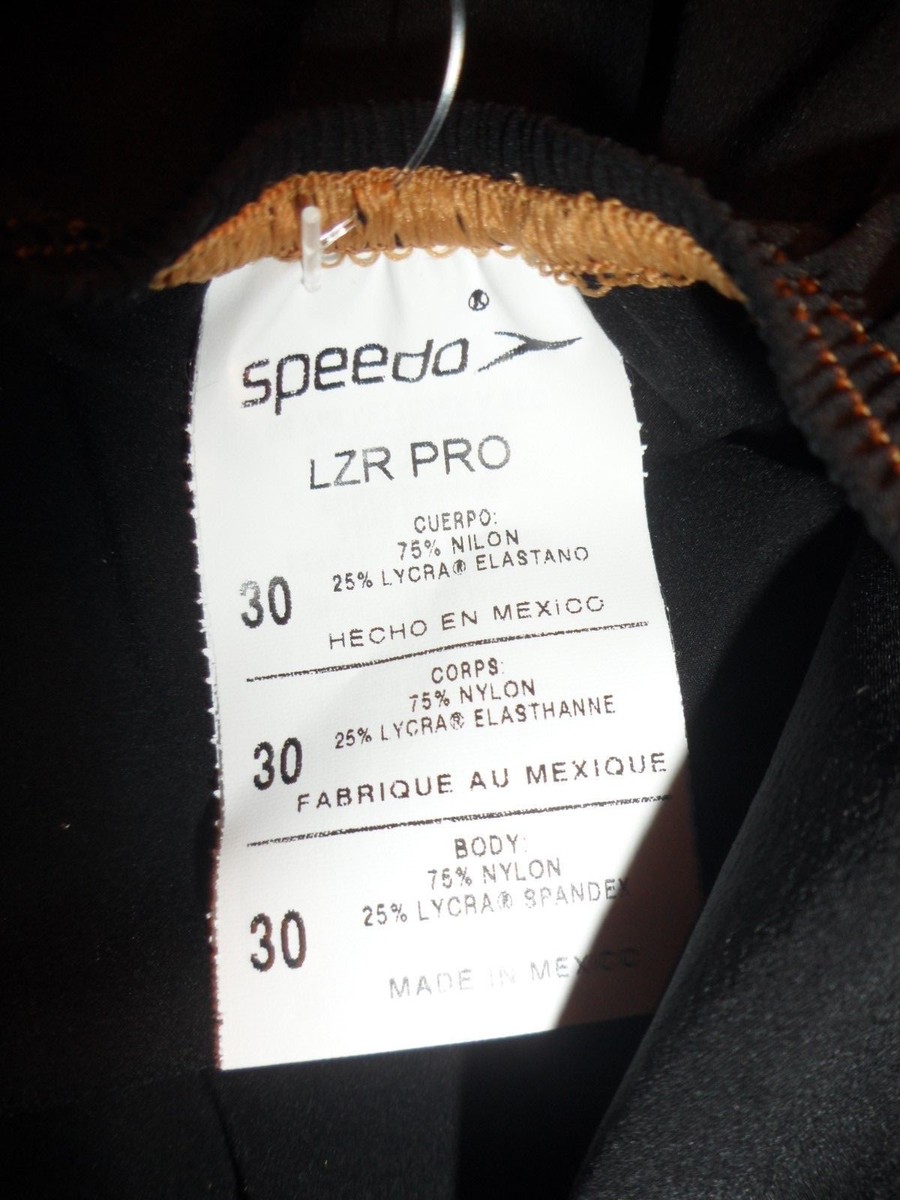 speedo®
LZR PRO
CUERPO:
75% NILON
25% LYCRA® ELASTANO
30
HECHO EN MEXICO
CORPS:
75% NYLON
25% LYCRA® ELASTHANNE
30
FABRIQUE AU MEXIQUE
BODY:
75% NYLON
25% LYCRA® SPANDEX
30
MADE IN MEXICO